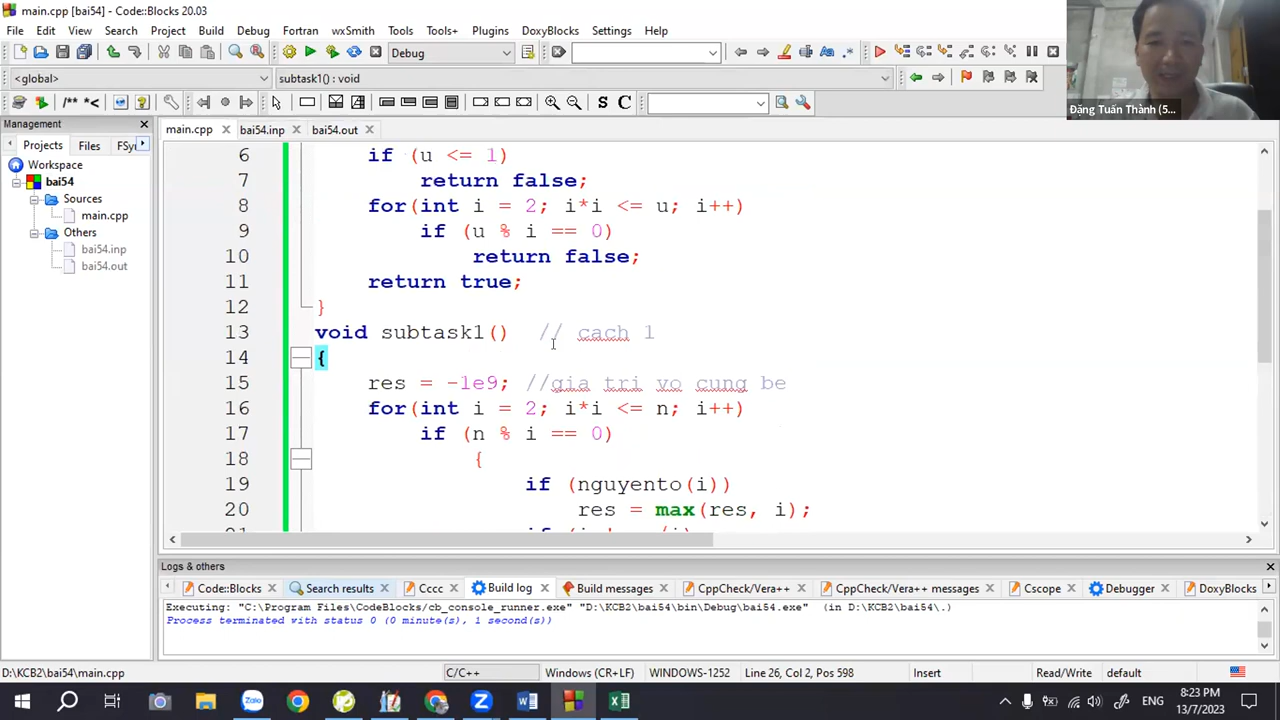 main.cpp [bai54] - Code::Blocks 20.03
File Edit View Search Project Build Debug Fortran wxSmith Tools Tools+ Plugins DoxyBlocks Settings Help
Debug
<global>
subtask1() : void
/** *<
S C
Đặng Tuấn Thành (5...
Management
Projects Files FSy
Workspace
bai54
Sources
main.cpp
Others
bai54.inp
bai54.out
main.cpp bai54.inp bai54.out
6 if (u <= 1)
7 return false;
8 for(int i = 2; i*i <= u; i++)
9 if (u % i == 0)
10 return false;
11 return true;
12 }
13 void subtask1() // cach 1
14 {
15 res = -1e9; //gia tri vo cung be
16 for(int i = 2; i*i <= n; i++)
17 if (n % i == 0)
18 {
19 if (nguyento(i))
20 res = max(res, i);
Logs & others
Code::Blocks Search results Cccc Build log Build messages CppCheck/Vera++ CppCheck/Vera++ messages Cscope Debugger DoxyBlocks
Executing: "C:\Program Files\CodeBlocks/cb_console_runner.exe" "D:\KCB2\bai54\bin\Debug\bai54.exe" (in D:\KCB2\bai54\.)
Process terminated with status 0 (0 minute(s), 1 second(s))
D:\KCB2\bai54\main.cpp C/C++ Windows (CR+LF) WINDOWS-1252 Line 26, Col 2, Pos 598 Insert Read/Write default
Zalo
ENG
8:23 PM
13/7/2023